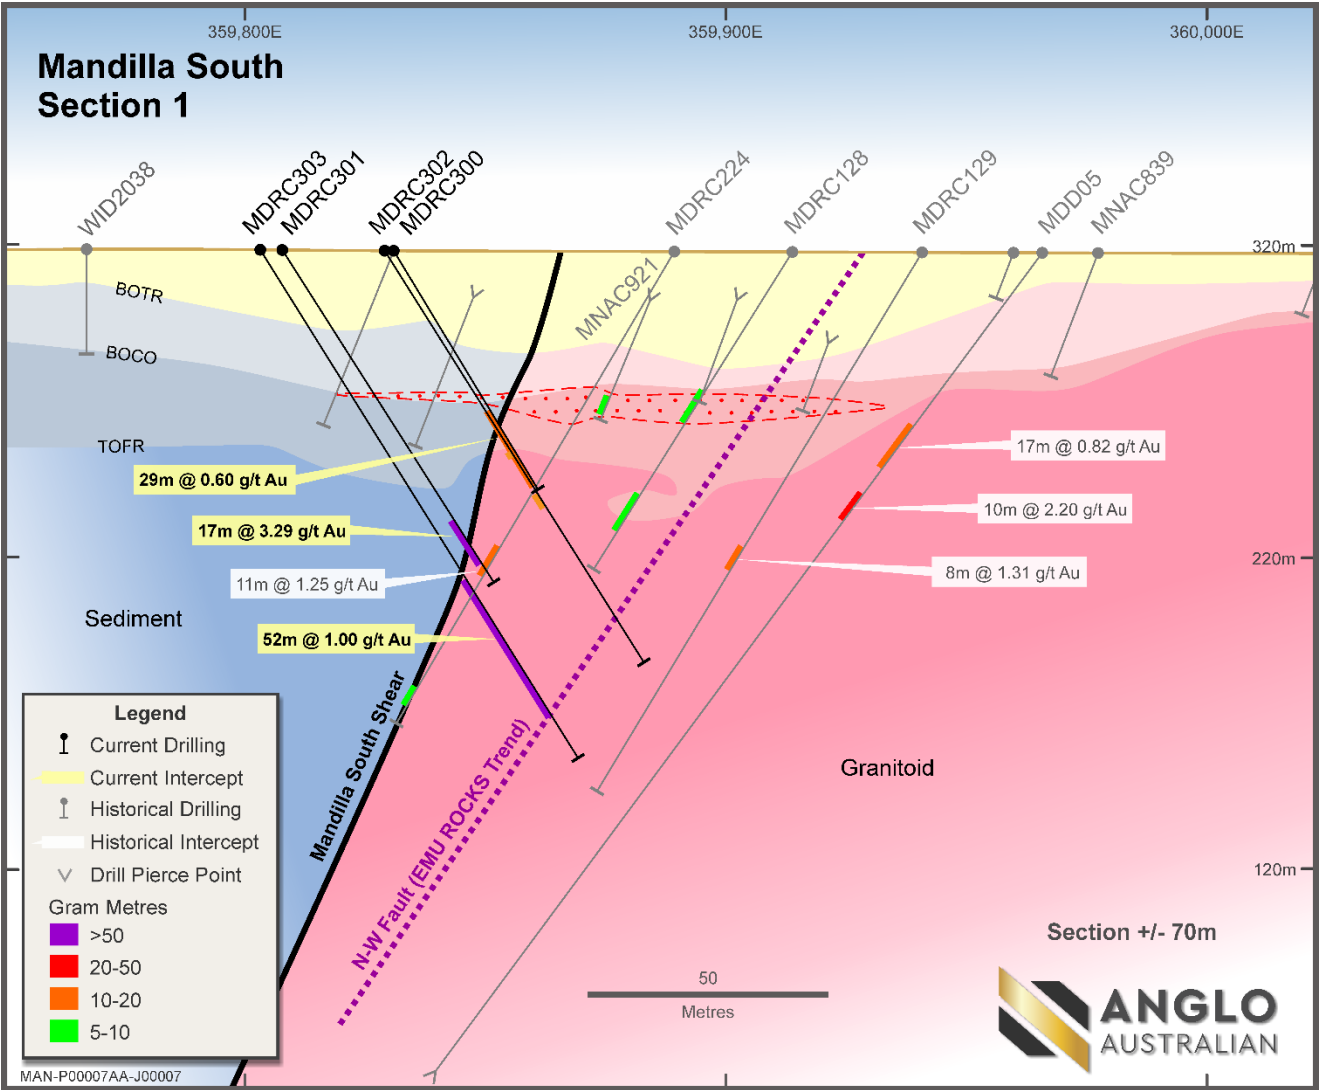 359,800E
359,900E
360,000E
Mandilla South
Section 1
WID2038
MDRC303
MDRC301
MDRC302
MDRC300
MDRC224
MDRC128
MDRC129
MDD05
MNAC839
320m
MNAC921
BOTR
BOCO
TOFR
29m @ 0.60 g/t Au
17m @ 0.82 g/t Au
17m @ 3.29 g/t Au
10m @ 2.20 g/t Au
220m
11m @ 1.25 g/t Au
8m @ 1.31 g/t Au
Sediment
52m @ 1.00 g/t Au
Mandilla South Shear
N-W Fault (EMU ROCKS Trend)
Granitoid
120m
Legend
Current Drilling
Current Intercept
Historical Drilling
Historical Intercept
Drill Pierce Point
Gram Metres
>50
20-50
10-20
5-10
Section +/- 70m
50
Metres
ANGLO
AUSTRALIAN
MAN-P00007AA-J00007